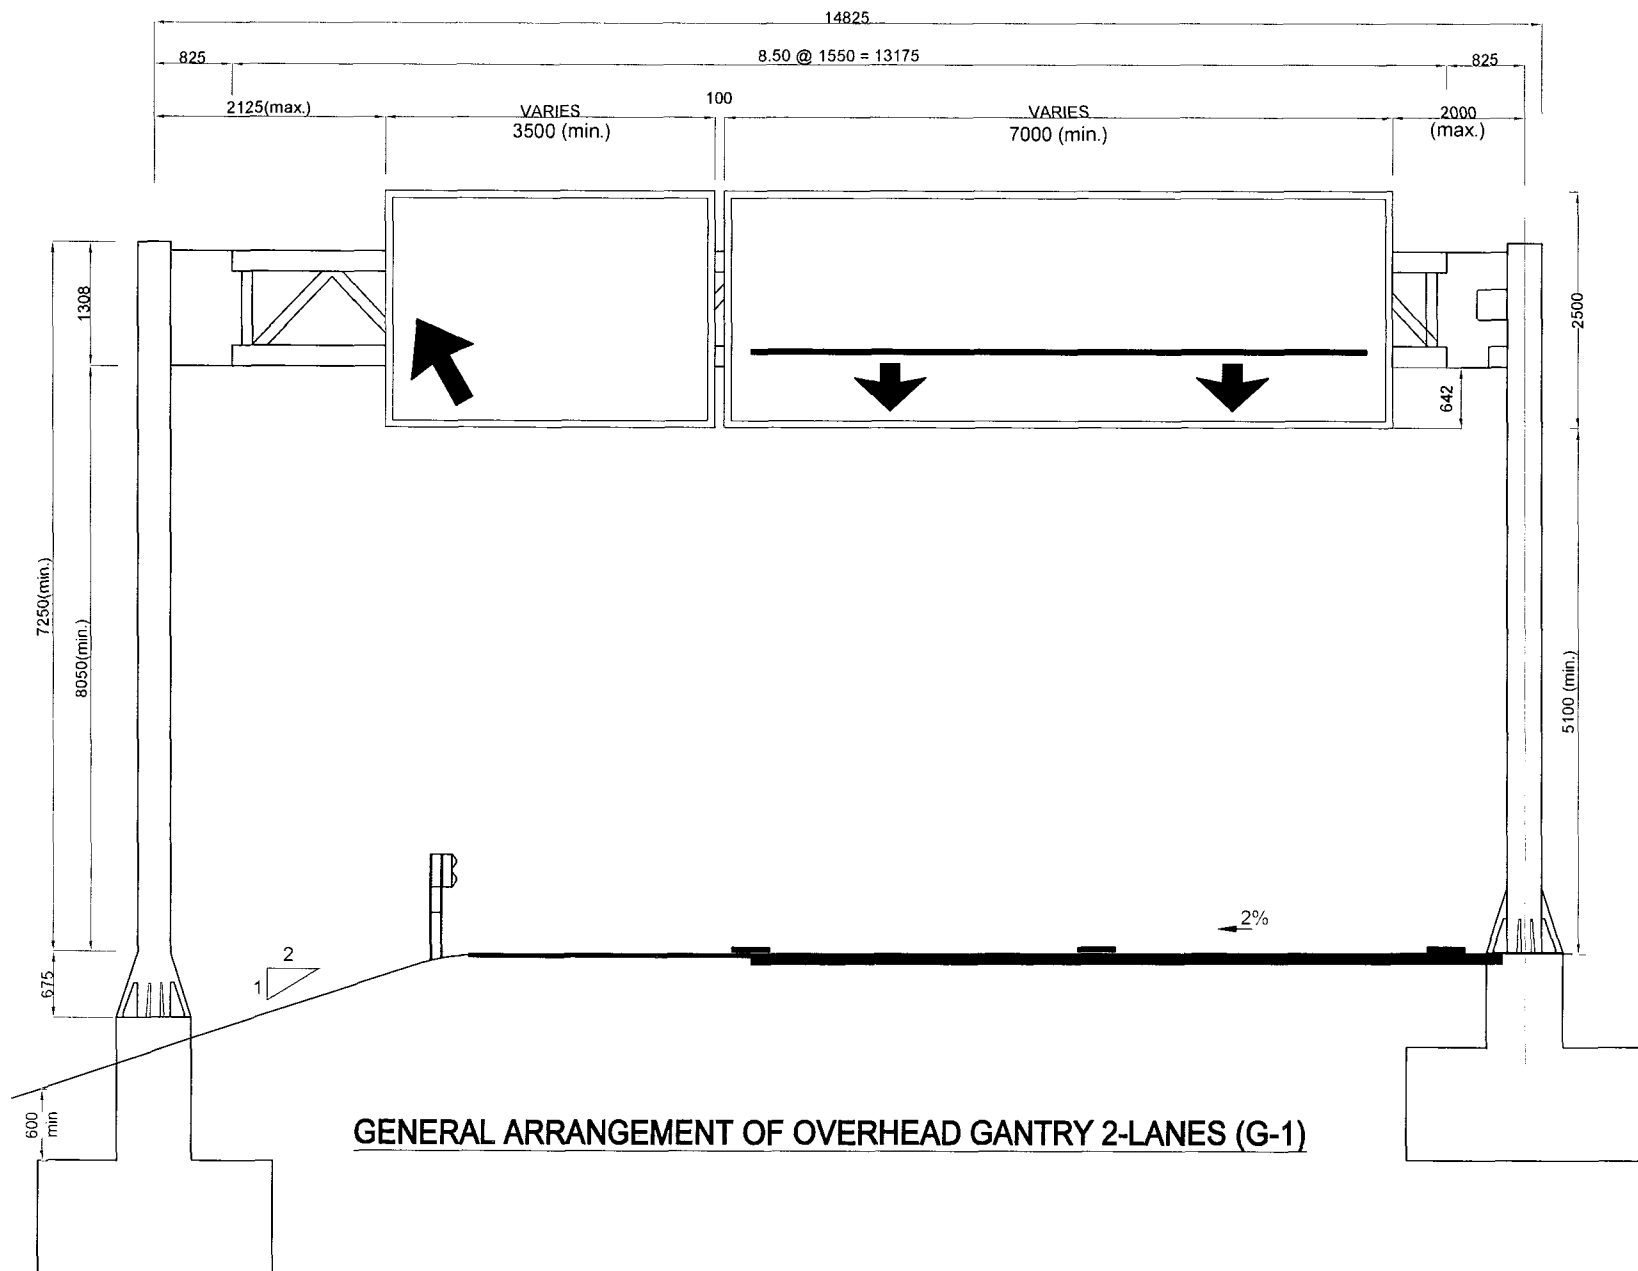 14825
825
8.50 @ 1550 = 13175
825
2125(max.)
VARIES
3500 (min.)
100
VARIES
7000 (min.)
2000
(max.)
1308
2500
642
7250(min.)
8050(min.)
5100 (min.)
2%
2
1
675
600
min
GENERAL ARRANGEMENT OF OVERHEAD GANTRY 2-LANES (G-1)